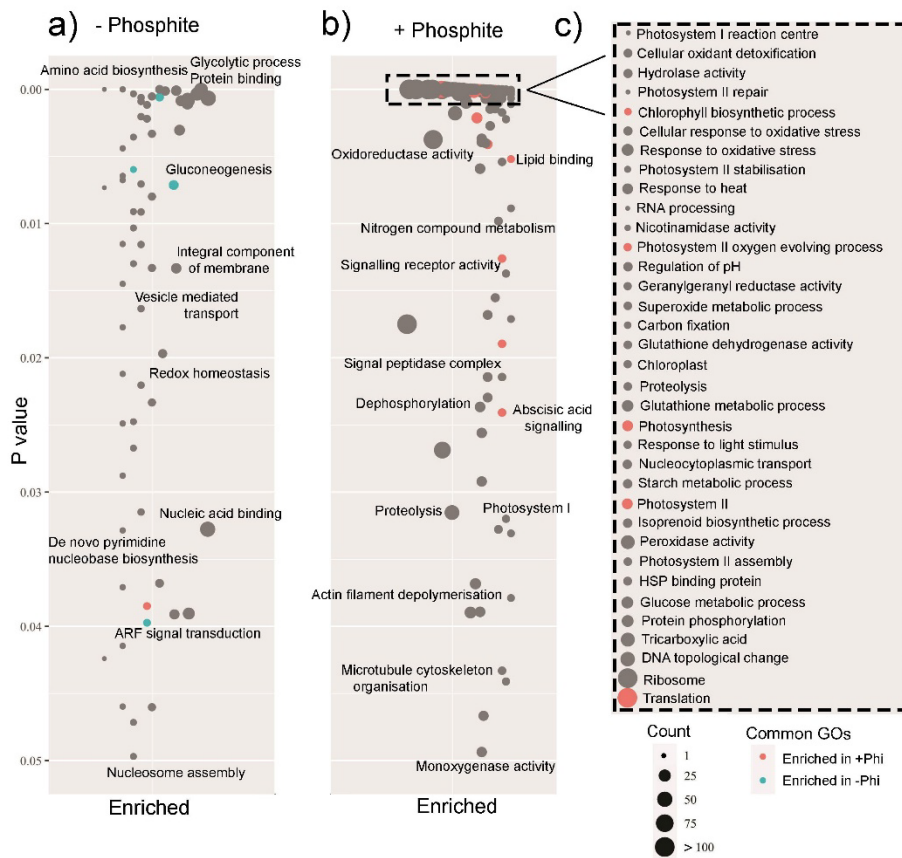 a)
- Phosphite
b)
+ Phosphite
c)
P value
0.00
0.01
0.02
0.03
0.04
0.05
Amino acid biosynthesis
Glycolytic process
Protein binding
Gluconeogenesis
Integral component
of membrane
Vesicle mediated
transport
Redox homeostasis
Nucleic acid binding
De novo pyrimidine
nucleobase biosynthesis
ARF signal transduction
Nucleosome assembly
Enriched
Oxidoreductase activity
Lipid binding
Nitrogen compound metabolism
Signalling receptor activity
Signal peptidase complex
Dephosphorylation
Abscisic acid
signalling
Proteolysis
Photosystem I
Actin filament depolymerisation
Microtubule cytoskeleton
organisation
Monoxygenase activity
Enriched
Photosystem I reaction centre
Cellular oxidant detoxification
Hydrolase activity
Photosystem II repair
Chlorophyll biosynthetic process
Cellular response to oxidative stress
Response to oxidative stress
Photosystem II stabilisation
Response to heat
RNA processing
Nicotinamidase activity
Photosystem II oxygen evolving process
Regulation of pH
Geranylgeranyl reductase activity
Superoxide metabolic process
Carbon fixation
Glutathione dehydrogenase activity
Chloroplast
Proteolysis
Glutathione metabolic process
Photosynthesis
Response to light stimulus
Nucleocytoplasmic transport
Starch metabolic process
Photosystem II
Isoprenoid biosynthetic process
Peroxidase activity
Photosystem II assembly
HSP binding protein
Glucose metabolic process
Protein phosphorylation
Tricarboxylic acid
DNA topological change
Ribosome
Translation
Count
1
25
50
75
> 100
Common GOs
Enriched in +Phi
Enriched in -Phi